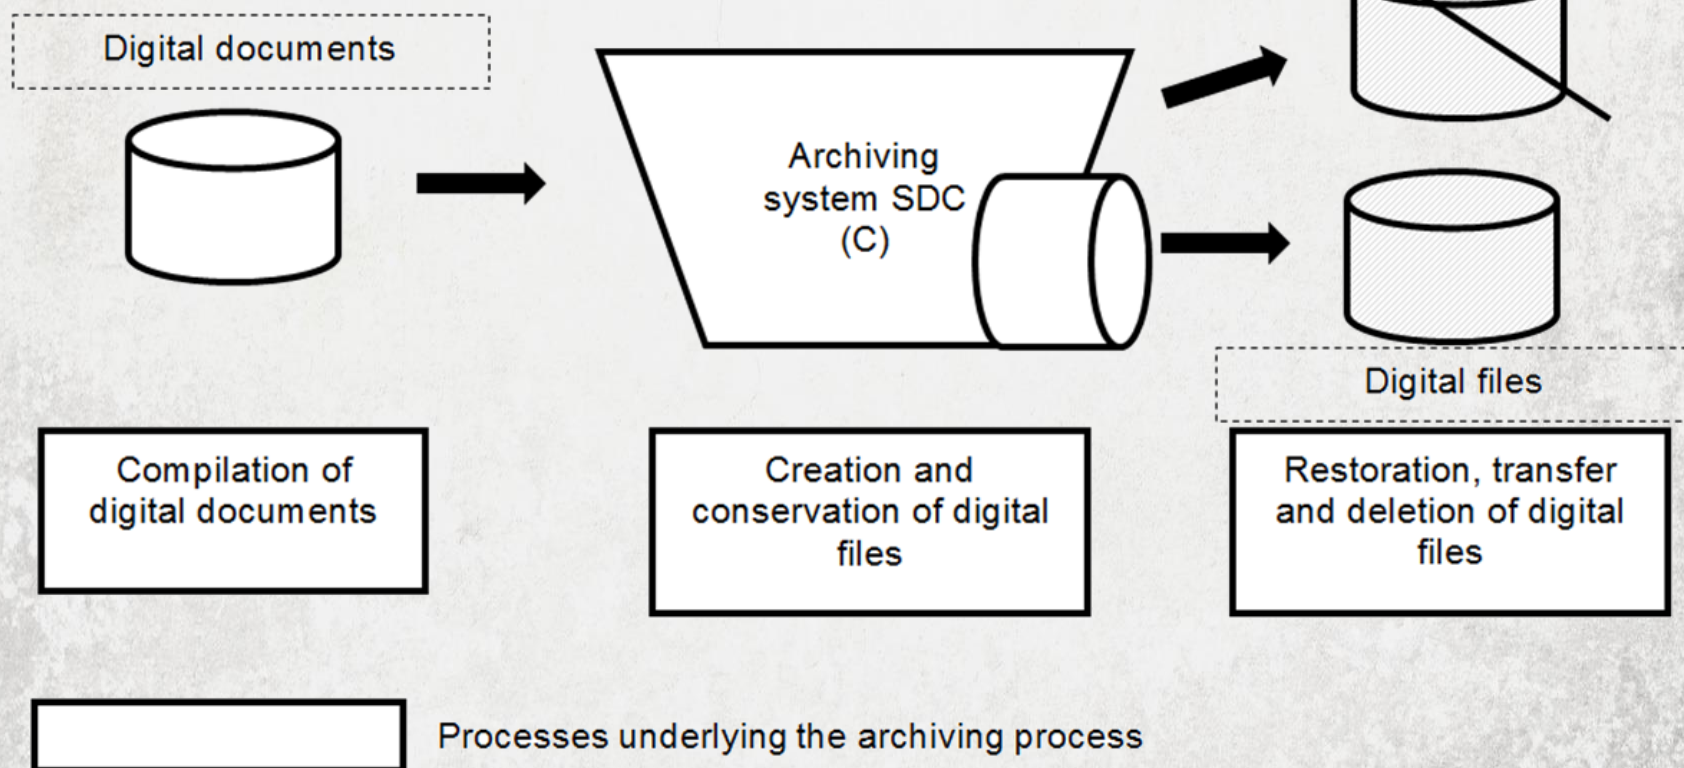 Digital documents
Archiving
system SDC
(C)
Digital files
Compilation of
digital documents
Creation and
conservation of digital
files
Restoration, transfer
and deletion of digital
files
Processes underlying the archiving process